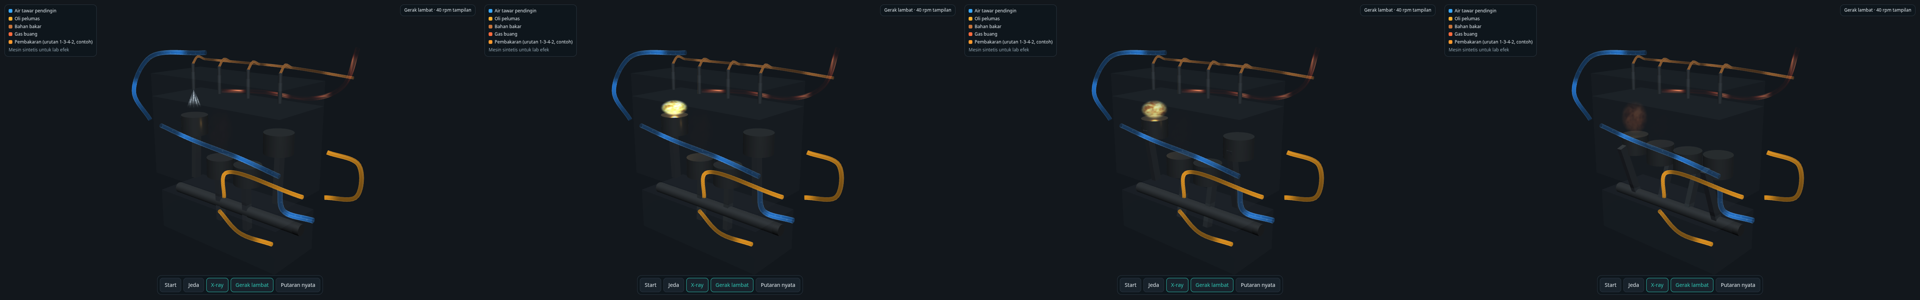 Air tawar pendingin
Oli pelumas
Bahan bakar
Gas buang
Pembakaran (urutan 1-3-4-2, contoh)
Mesin sintetis untuk lab efek
Gerak lambat · 40 rpm tampilan
Start
Jeda
X-ray
Gerak lambat
Putaran nyata
Air tawar pendingin
Oli pelumas
Bahan bakar
Gas buang
Pembakaran (urutan 1-3-4-2, contoh)
Mesin sintetis untuk lab efek
Gerak lambat · 40 rpm tampilan
Start
Jeda
X-ray
Gerak lambat
Putaran nyata
Air tawar pendingin
Oli pelumas
Bahan bakar
Gas buang
Pembakaran (urutan 1-3-4-2, contoh)
Mesin sintetis untuk lab efek
Gerak lambat · 40 rpm tampilan
Start
Jeda
X-ray
Gerak lambat
Putaran nyata
Air tawar pendingin
Oli pelumas
Bahan bakar
Gas buang
Pembakaran (urutan 1-3-4-2, contoh)
Mesin sintetis untuk lab efek
Gerak lambat · 40 rpm tampilan
Start
Jeda
X-ray
Gerak lambat
Putaran nyata